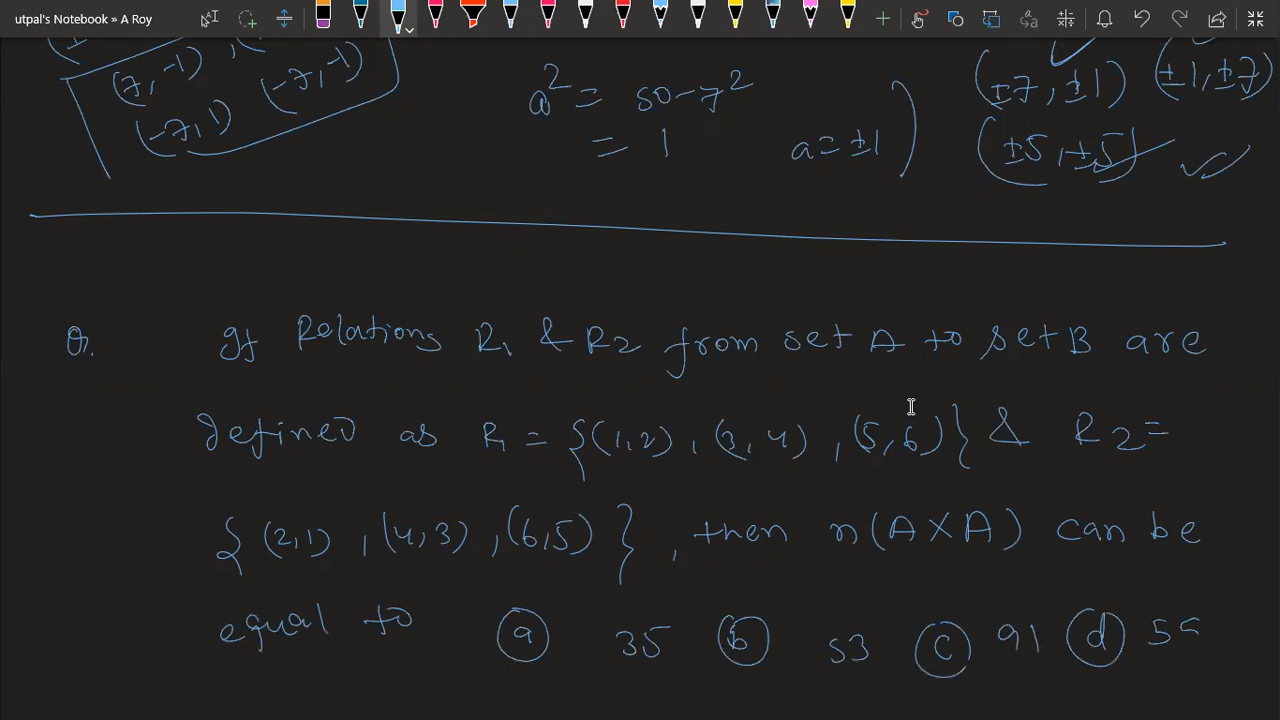 utpal's Notebook » A Roy
(7,-1) , (-7,-1)
(-7,1)
a² = 50-7²
= 1 a=±1
(±7,±1) (±1,±7)
(±5,±5)
Q. If Relations R₁ & R2 from set A to set B are
defined as R₁ = {(1,2), (3,4), (5,6)} & R2=
{(2,1), (4,3), (6,5)}, then n(A×A) can be
equal to (a) 35 (b) 53 (c) 91 (d)